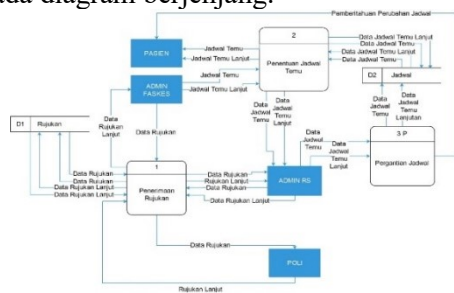 ada diagram berjenjang.
Pemberitahuan Perubahan Jadwal
PASIEN
Jadwal Temu
Jadwal Temu Lanjut
2
Penentuan Jadwal
Temu
Data Jadwal Temu Lanjut
Data Jadwal Temu
Data Jadwal Temu Lanjut
Data Jadwal Temu
D2
Jadwal
ADMIN
FASKES
Jadwal Temu
Jadwal Temu Lanjut
Data
Rujukan
Lanjut
Data Rujukan
Data
Jadwal
Temu
Data
Jadwal
Temu
Lanjut
Data
Jadwal
Temu
Data
Jadwal
Temu
Lanjutan
D1
Rujukan
Data
Jadwal
Temu
Data
Jadwal
Temu
Lanjut
3 P
Pergantian Jadwal
1
Penerimaan
Rujukan
Data Rujukan
Data Rujukan
Data Rujukan Lanjut
Data Rujukan Lanjut
Data Rujukan
Rujukan Lanjut
Data Rujukan
Data Rujukan Lanjut
ADMIN RS
Data Rujukan
POLI
Rujukan Lanjut